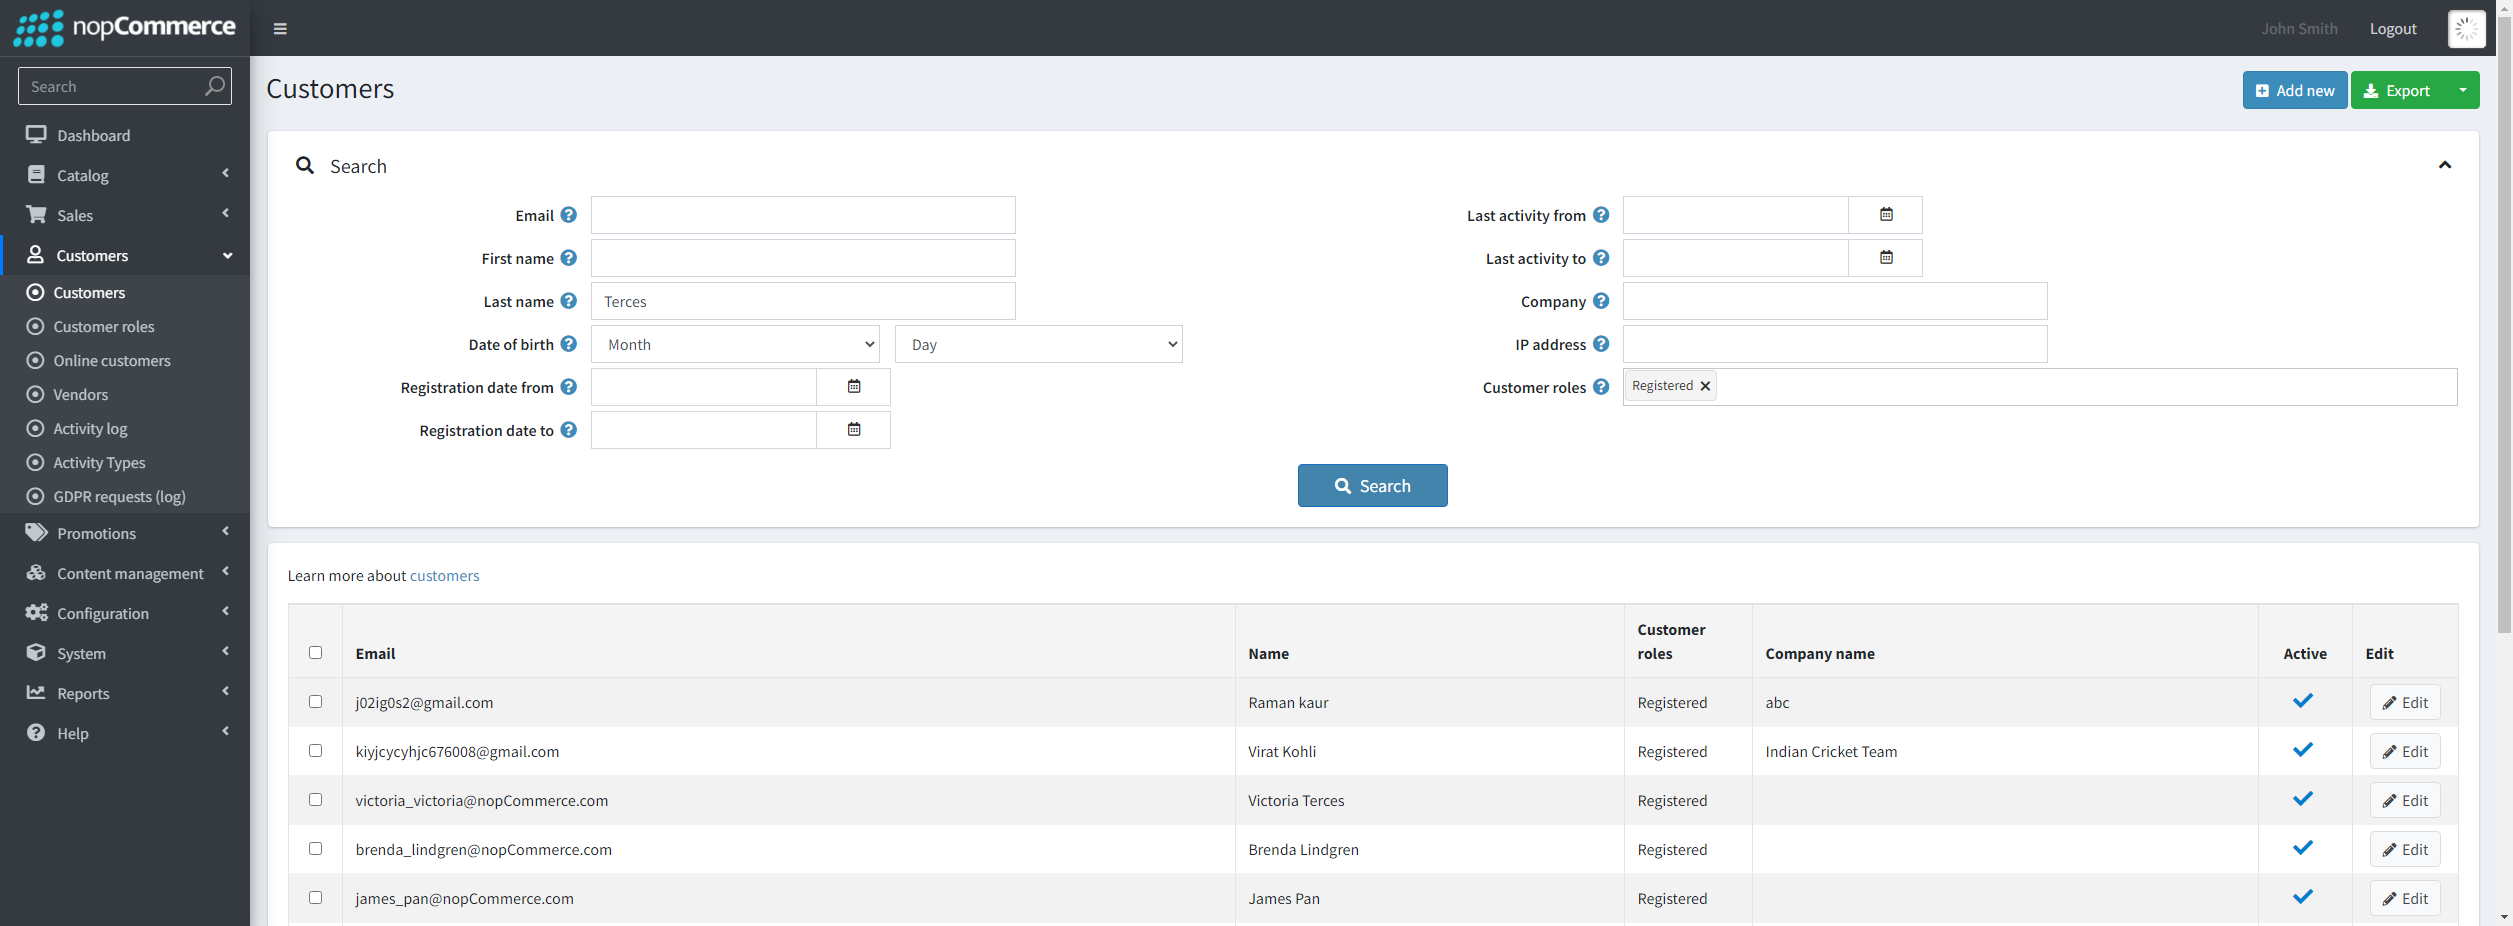 nopCommerce
John Smith
Logout
Search
Dashboard
Catalog
Sales
Customers
Customers
Customer roles
Online customers
Vendors
Activity log
Activity Types
GDPR requests (log)
Promotions
Content management
Configuration
System
Reports
Help
Customers
Add new
Export
Search
Email
First name
Last name Terces
Date of birth Month Day
Registration date from
Registration date to
Last activity from
Last activity to
Company
IP address
Customer roles Registered
Search
Learn more about customers
Email Name Customer roles Company name Active Edit
j02ig0s2@gmail.com Raman kaur Registered abc Edit
kiyjcycyhjc676008@gmail.com Virat Kohli Registered Indian Cricket Team Edit
victoria_victoria@nopCommerce.com Victoria Terces Registered Edit
brenda_lindgren@nopCommerce.com Brenda Lindgren Registered Edit
james_pan@nopCommerce.com James Pan Registered Edit